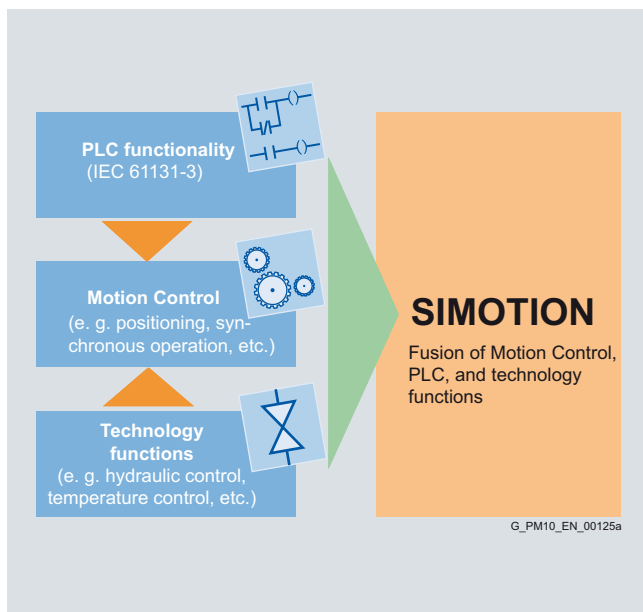 PLC functionality
(IEC 61131-3)
Motion Control
(e. g. positioning, syn-
chronous operation, etc.)
Technology
functions
(e. g. hydraulic control,
temperature control, etc.)
SIMOTION
Fusion of Motion Control,
PLC, and technology
functions
G_PM10_EN_00125a